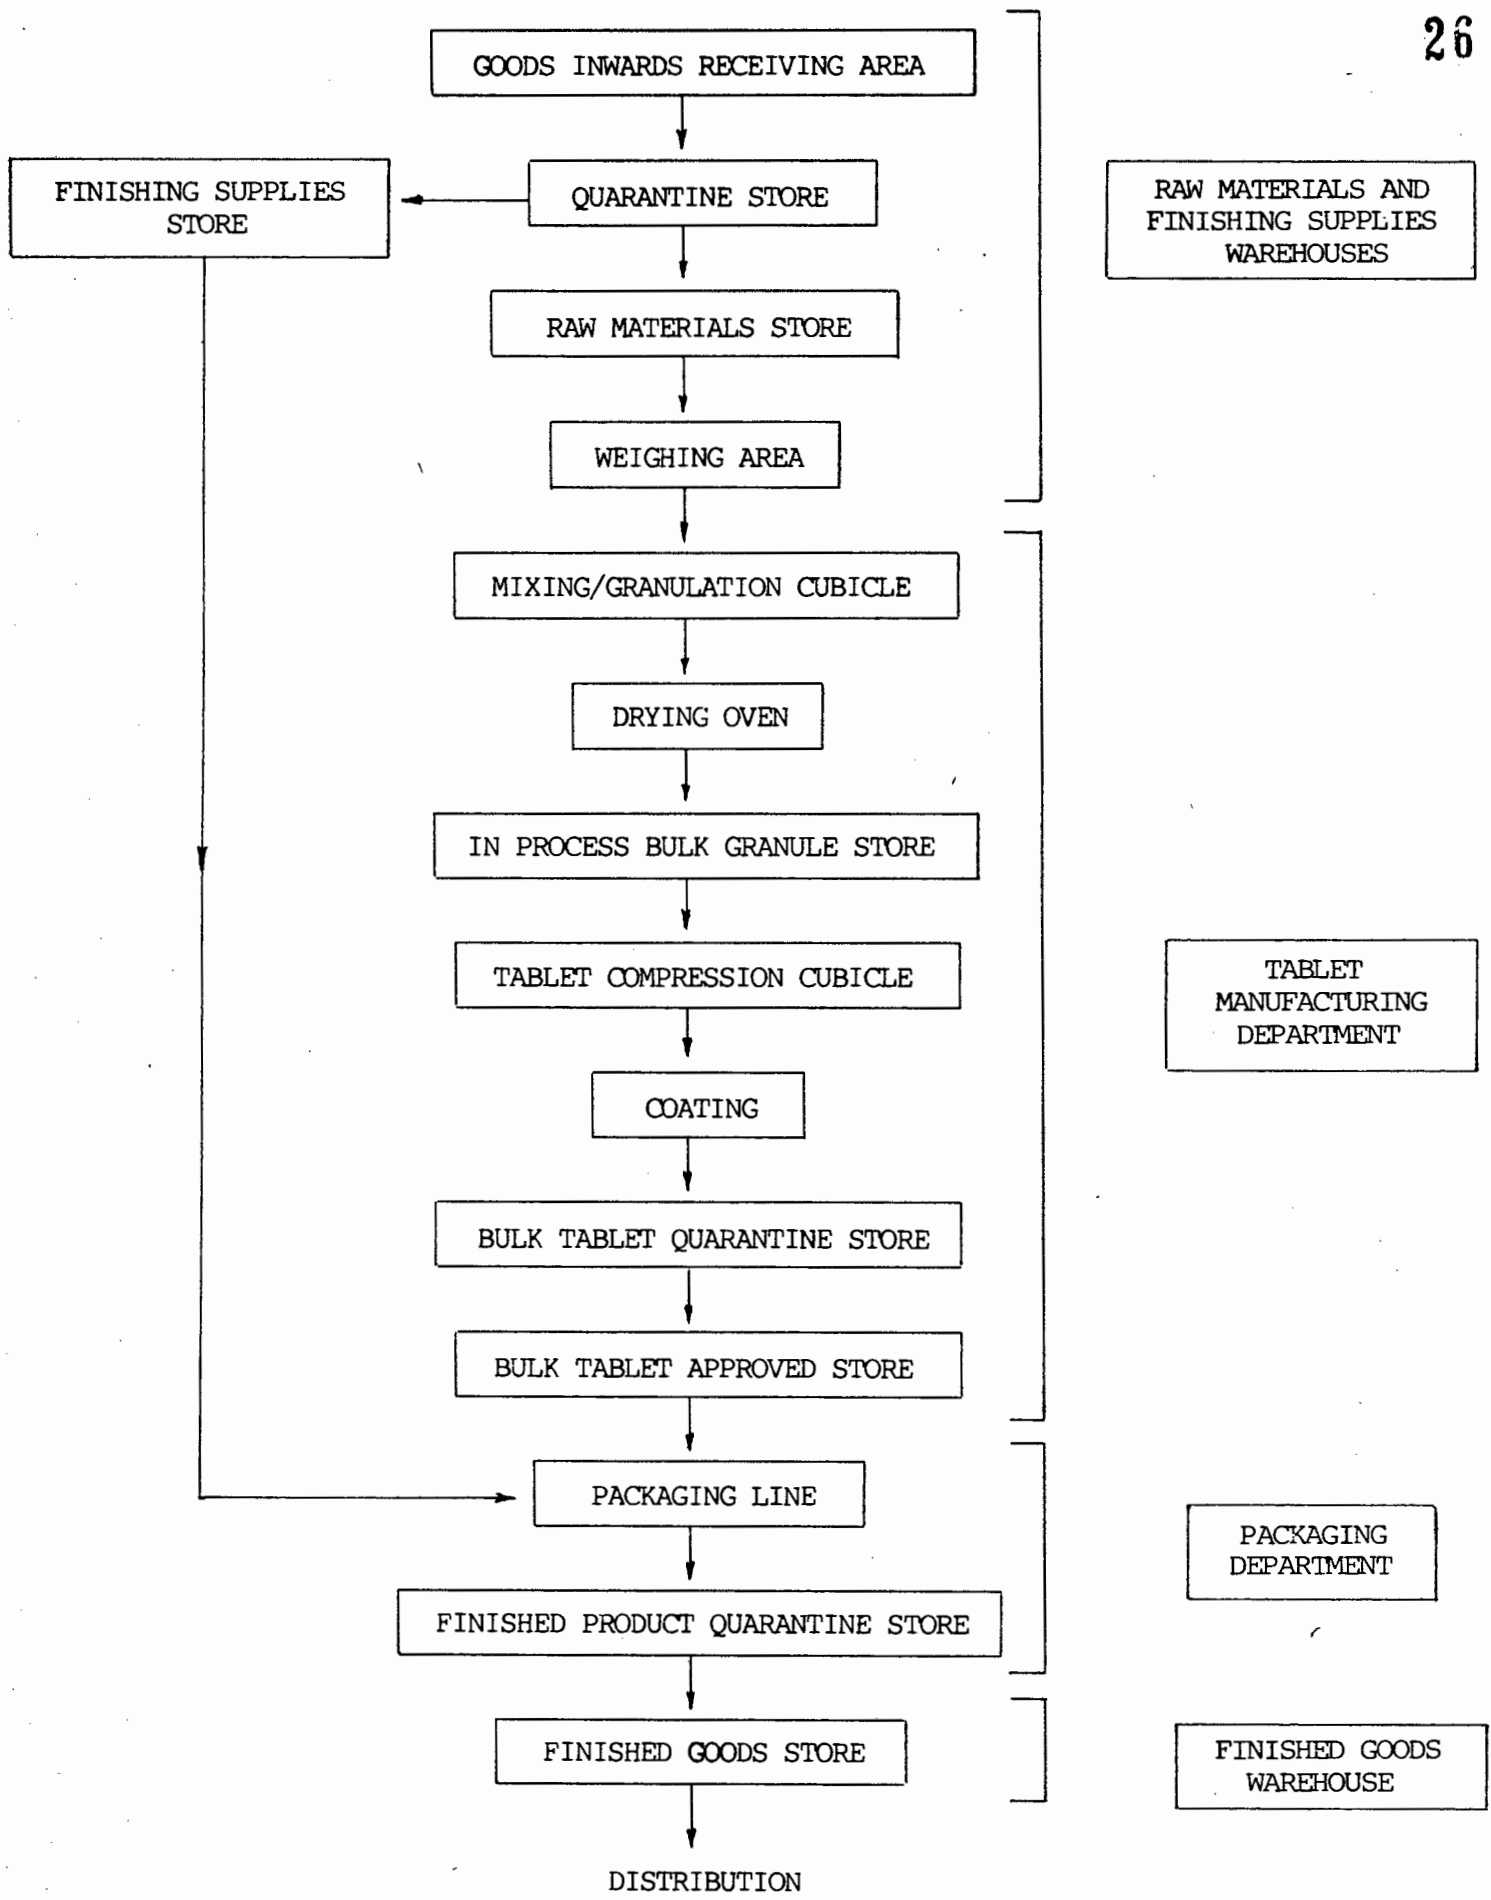 26
GOODS INWARDS RECEIVING AREA
FINISHING SUPPLIES
STORE
QUARANTINE STORE
RAW MATERIALS AND
FINISHING SUPPLIES
WAREHOUSES
RAW MATERIALS STORE
WEIGHING AREA
MIXING/GRANULATION CUBICLE
DRYING OVEN
IN PROCESS BULK GRANULE STORE
TABLET COMPRESSION CUBICLE
TABLET
MANUFACTURING
DEPARTMENT
COATING
BULK TABLET QUARANTINE STORE
BULK TABLET APPROVED STORE
PACKAGING LINE
PACKAGING
DEPARTMENT
FINISHED PRODUCT QUARANTINE STORE
FINISHED GOODS STORE
FINISHED GOODS
WAREHOUSE
DISTRIBUTION